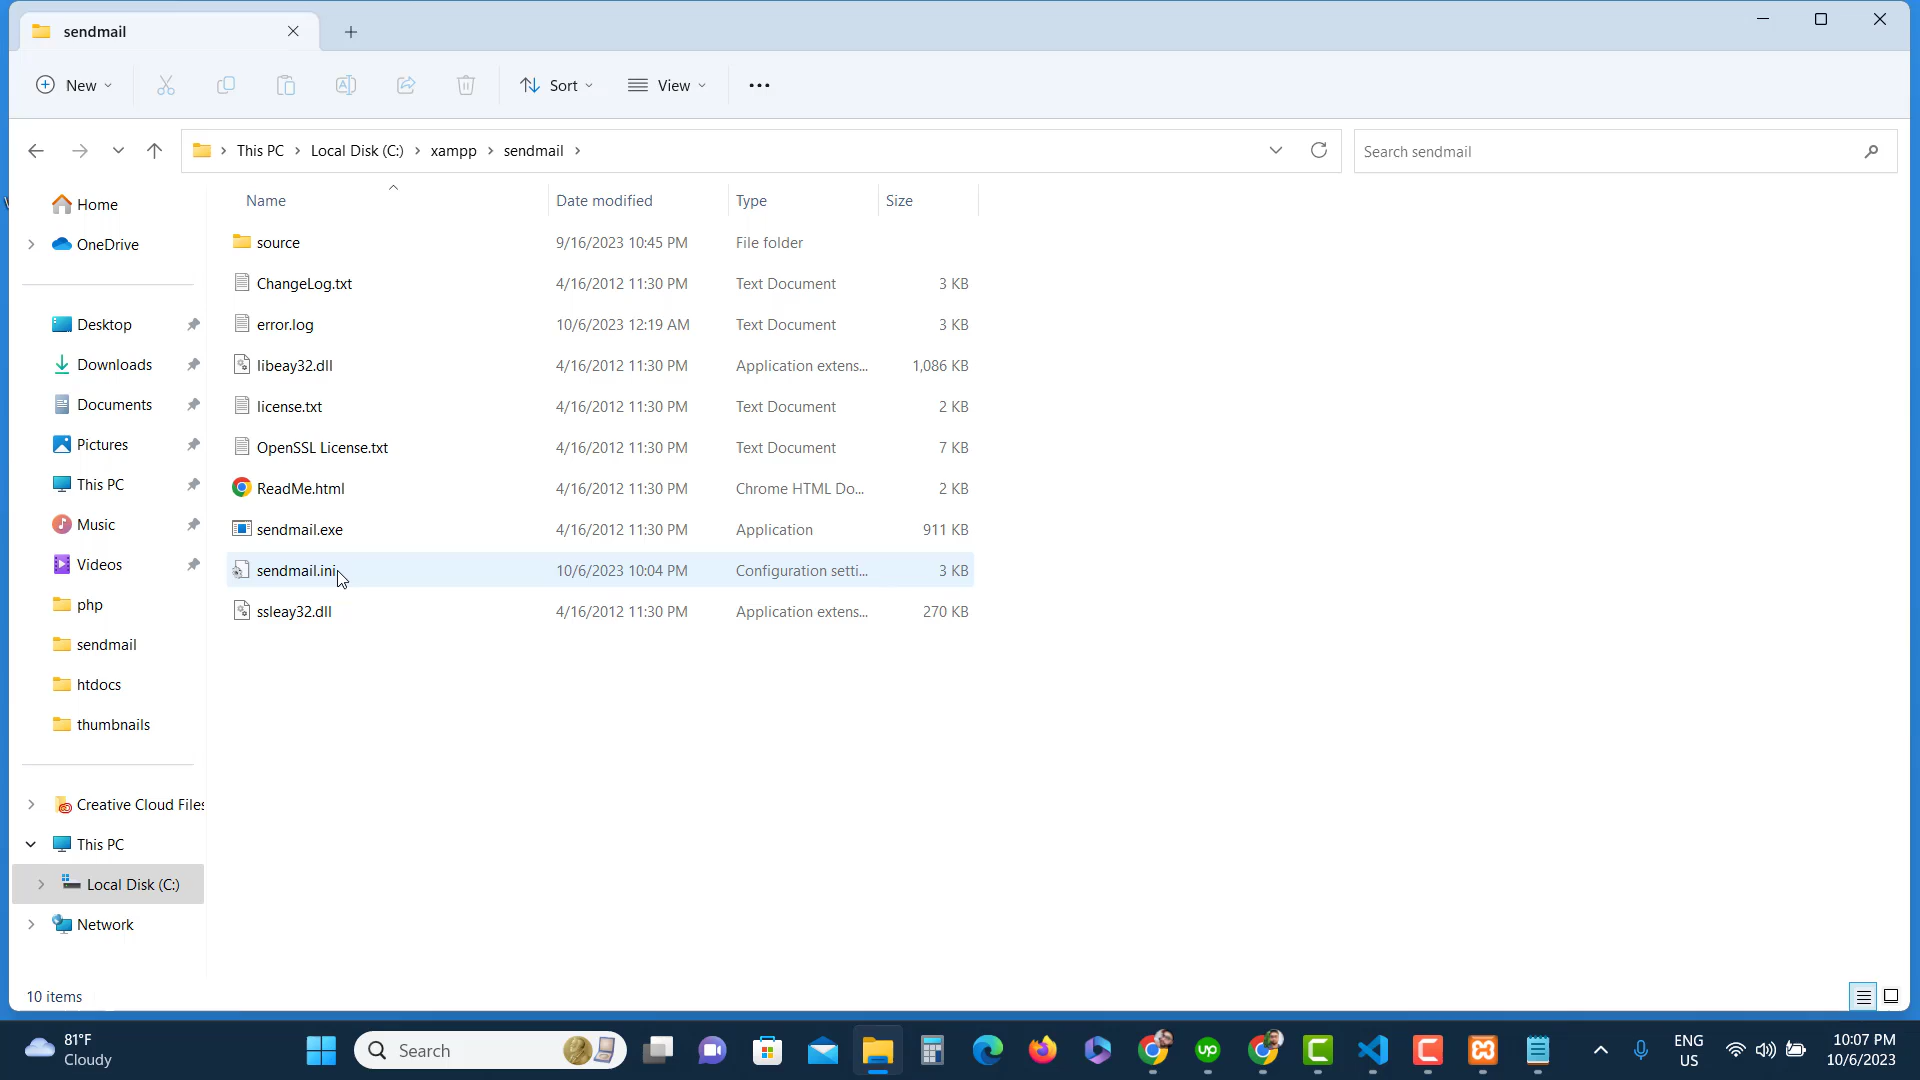 sendmail
New
Sort
View
This PC
Local Disk (C:)
xampp
sendmail
Search sendmail
Name
Date modified
Type
Size
source 9/16/2023 10:45 PM File folder
ChangeLog.txt 4/16/2012 11:30 PM Text Document 3 KB
error.log 10/6/2023 12:19 AM Text Document 3 KB
libeay32.dll 4/16/2012 11:30 PM Application extens... 1,086 KB
license.txt 4/16/2012 11:30 PM Text Document 2 KB
OpenSSL License.txt 4/16/2012 11:30 PM Text Document 7 KB
ReadMe.html 4/16/2012 11:30 PM Chrome HTML Do... 2 KB
sendmail.exe 4/16/2012 11:30 PM Application 911 KB
sendmail.ini 10/6/2023 10:04 PM Configuration setti... 3 KB
ssleay32.dll 4/16/2012 11:30 PM Application extens... 270 KB
Home
OneDrive
Desktop
Downloads
Documents
Pictures
This PC
Music
Videos
php
sendmail
htdocs
thumbnails
Creative Cloud Files
This PC
Local Disk (C:)
Network
10 items
81°F
Cloudy
Search
up
ENG
US
10:07 PM
10/6/2023